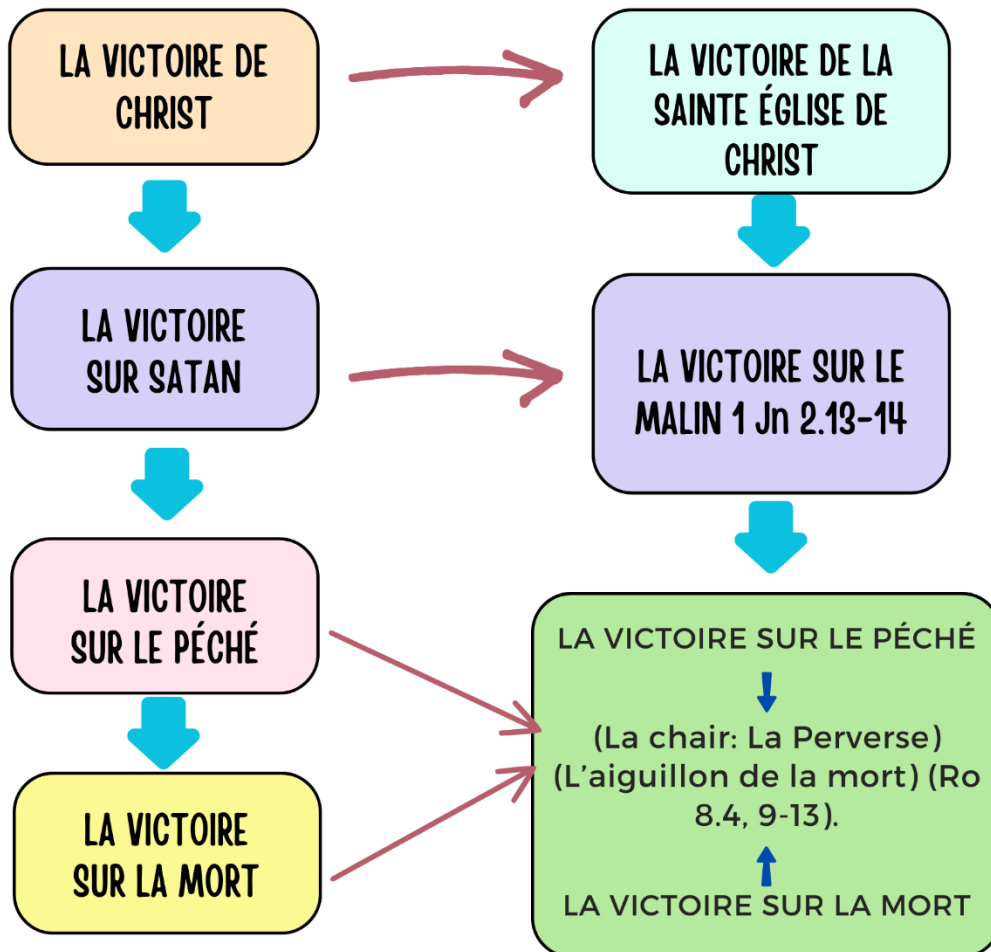 LA VICTOIRE DE
CHRIST
LA VICTOIRE DE LA
SAINTE ÉGLISE DE
CHRIST
LA VICTOIRE
SUR SATAN
LA VICTOIRE SUR LE
MALIN 1 Jn 2.13-14
LA VICTOIRE
SUR LE PÉCHÉ
LA VICTOIRE
SUR LA MORT
LA VICTOIRE SUR LE PÉCHÉ
(La chair: La Perverse)
(L’aiguillon de la mort) (Ro
8.4, 9-13).
LA VICTOIRE SUR LA MORT